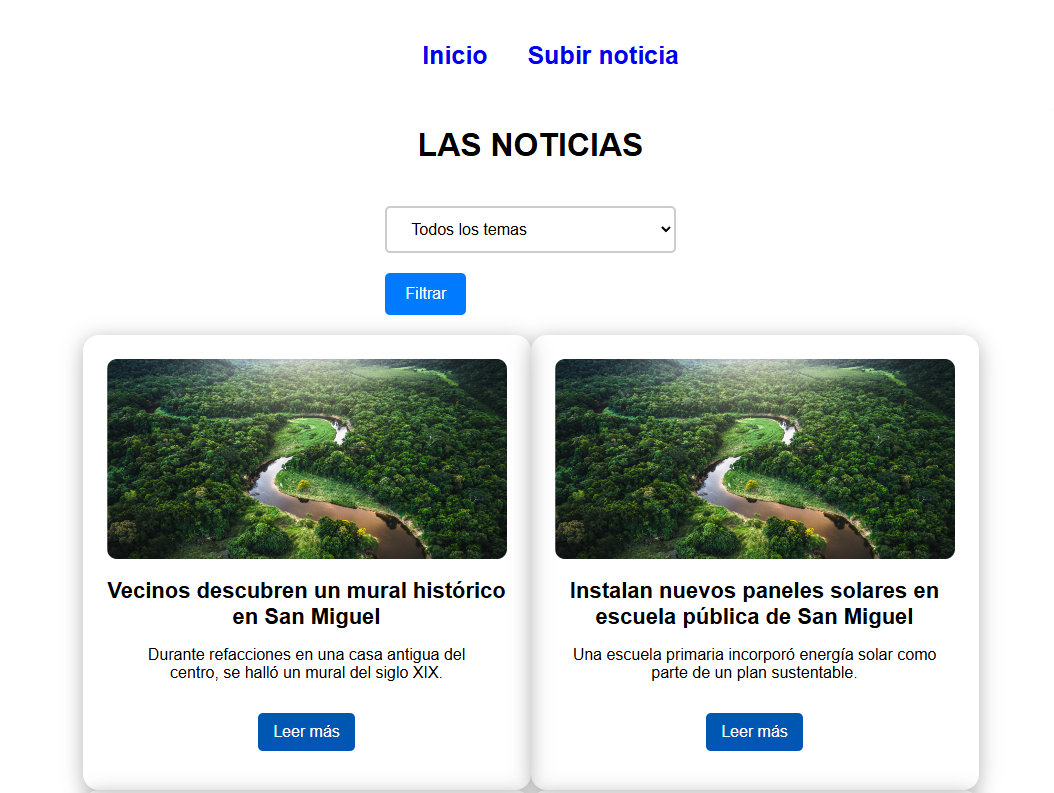 Inicio Subir noticia
LAS NOTICIAS
Todos los temas
Filtrar
Vecinos descubren un mural histórico
en San Miguel
Durante refacciones en una casa antigua del
centro, se halló un mural del siglo XIX.
Leer más
Instalan nuevos paneles solares en
escuela pública de San Miguel
Una escuela primaria incorporó energía solar como
parte de un plan sustentable.
Leer más